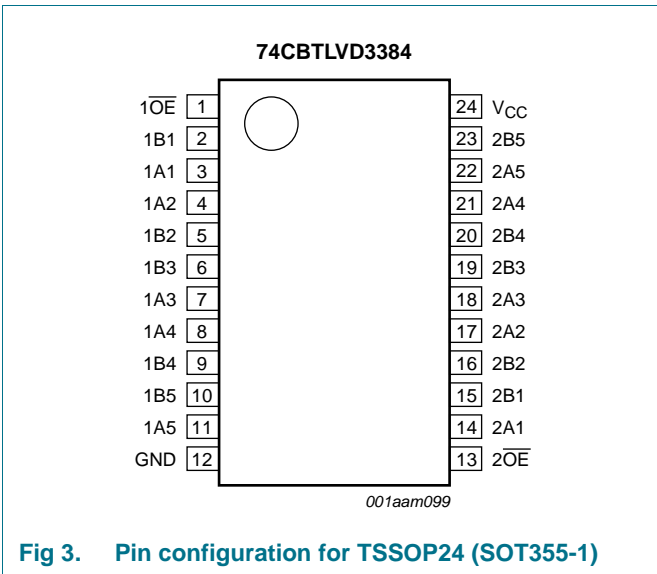 74CBTLVD3384
1O̅E̅ 1 24 VCC
1B1 2 23 2B5
1A1 3 22 2A5
1A2 4 21 2A4
1B2 5 20 2B4
1B3 6 19 2B3
1A3 7 18 2A3
1A4 8 17 2A2
1B4 9 16 2B2
1B5 10 15 2B1
1A5 11 14 2A1
GND 12 13 2O̅E̅
001aam099
Fig 3. Pin configuration for TSSOP24 (SOT355-1)